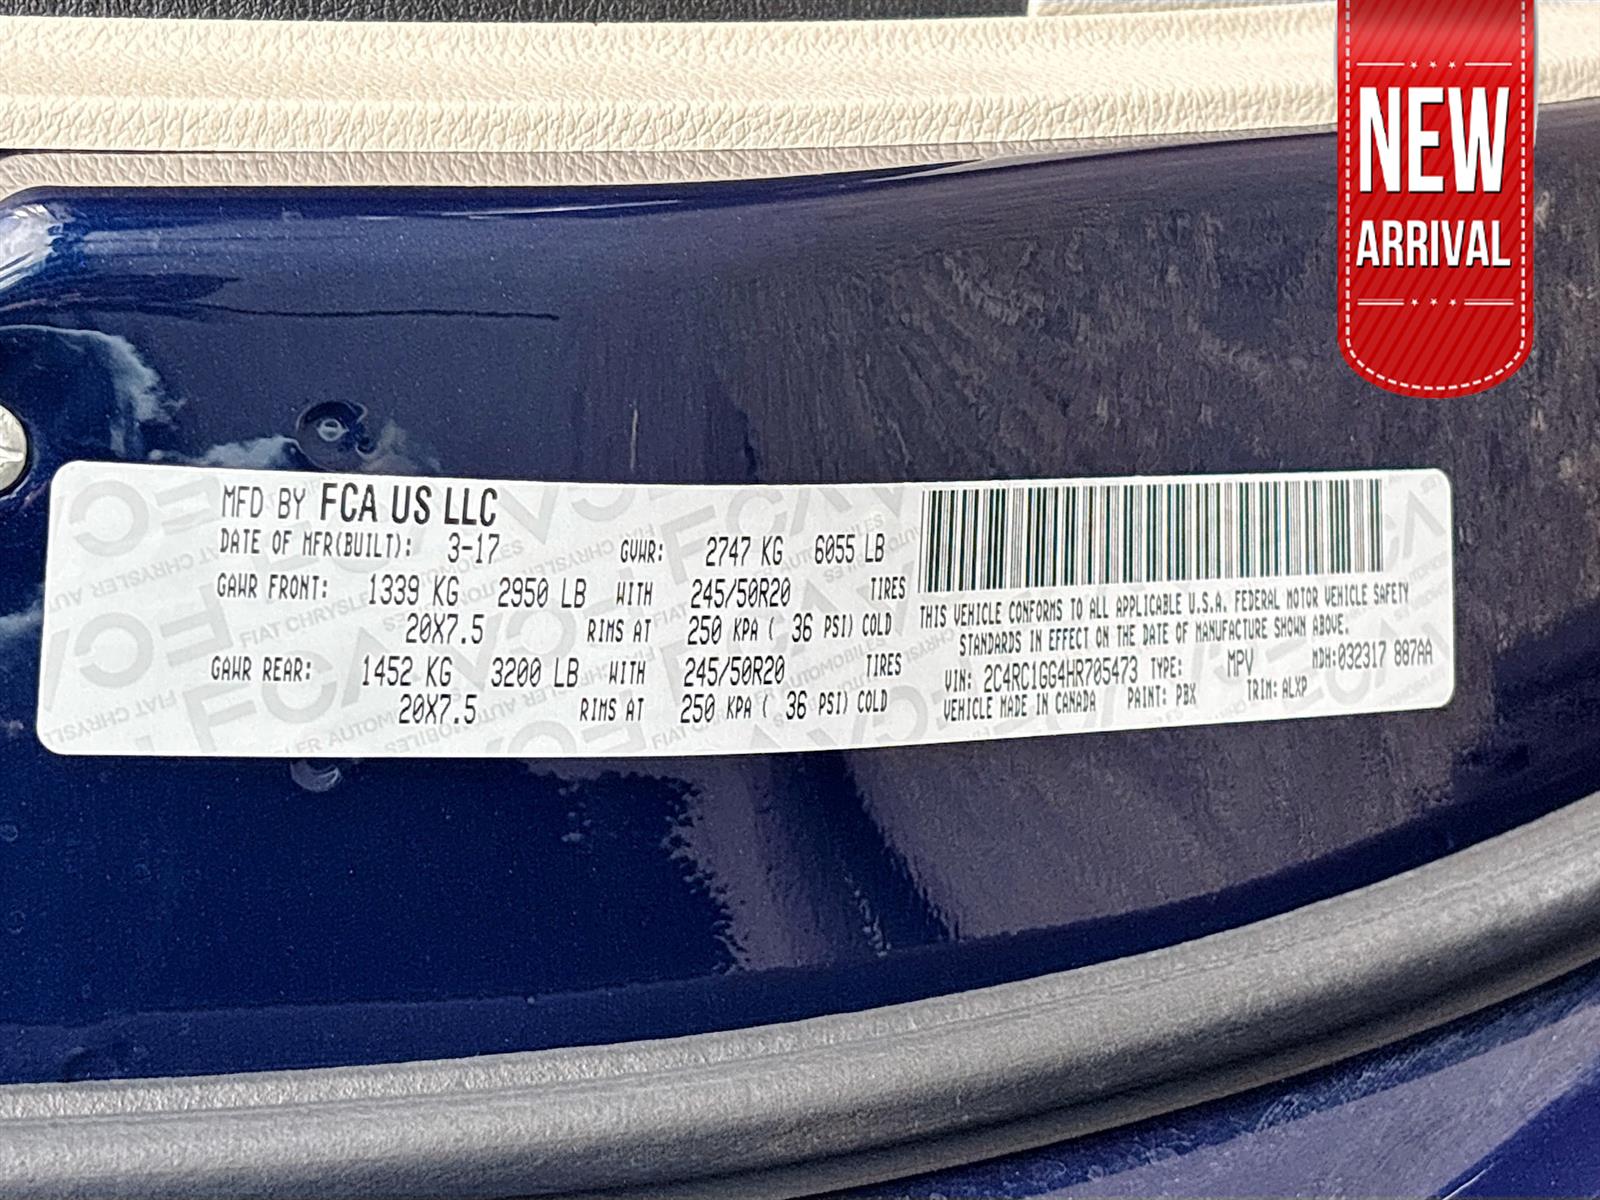 NEW
ARRIVAL
MFD BY FCA US LLC
DATE OF MFR(BUILT): 3-17 GVWR: 2747 KG 6055 LB
GAWR FRONT: 1339 KG 2950 LB WITH 245/50R20 TIRES
20X7.5 RIMS AT 250 KPA ( 36 PSI) COLD
GAWR REAR: 1452 KG 3200 LB WITH 245/50R20 TIRES
20X7.5 RIMS AT 250 KPA ( 36 PSI) COLD
THIS VEHICLE CONFORMS TO ALL APPLICABLE U.S.A. FEDERAL MOTOR VEHICLE SAFETY
STANDARDS IN EFFECT ON THE DATE OF MANUFACTURE SHOWN ABOVE.
VIN: 2C4RC1GG4HR705473 TYPE: MPV MDH:032317 887AA
VEHICLE MADE IN CANADA PAINT: PBX TRIM: ALXP